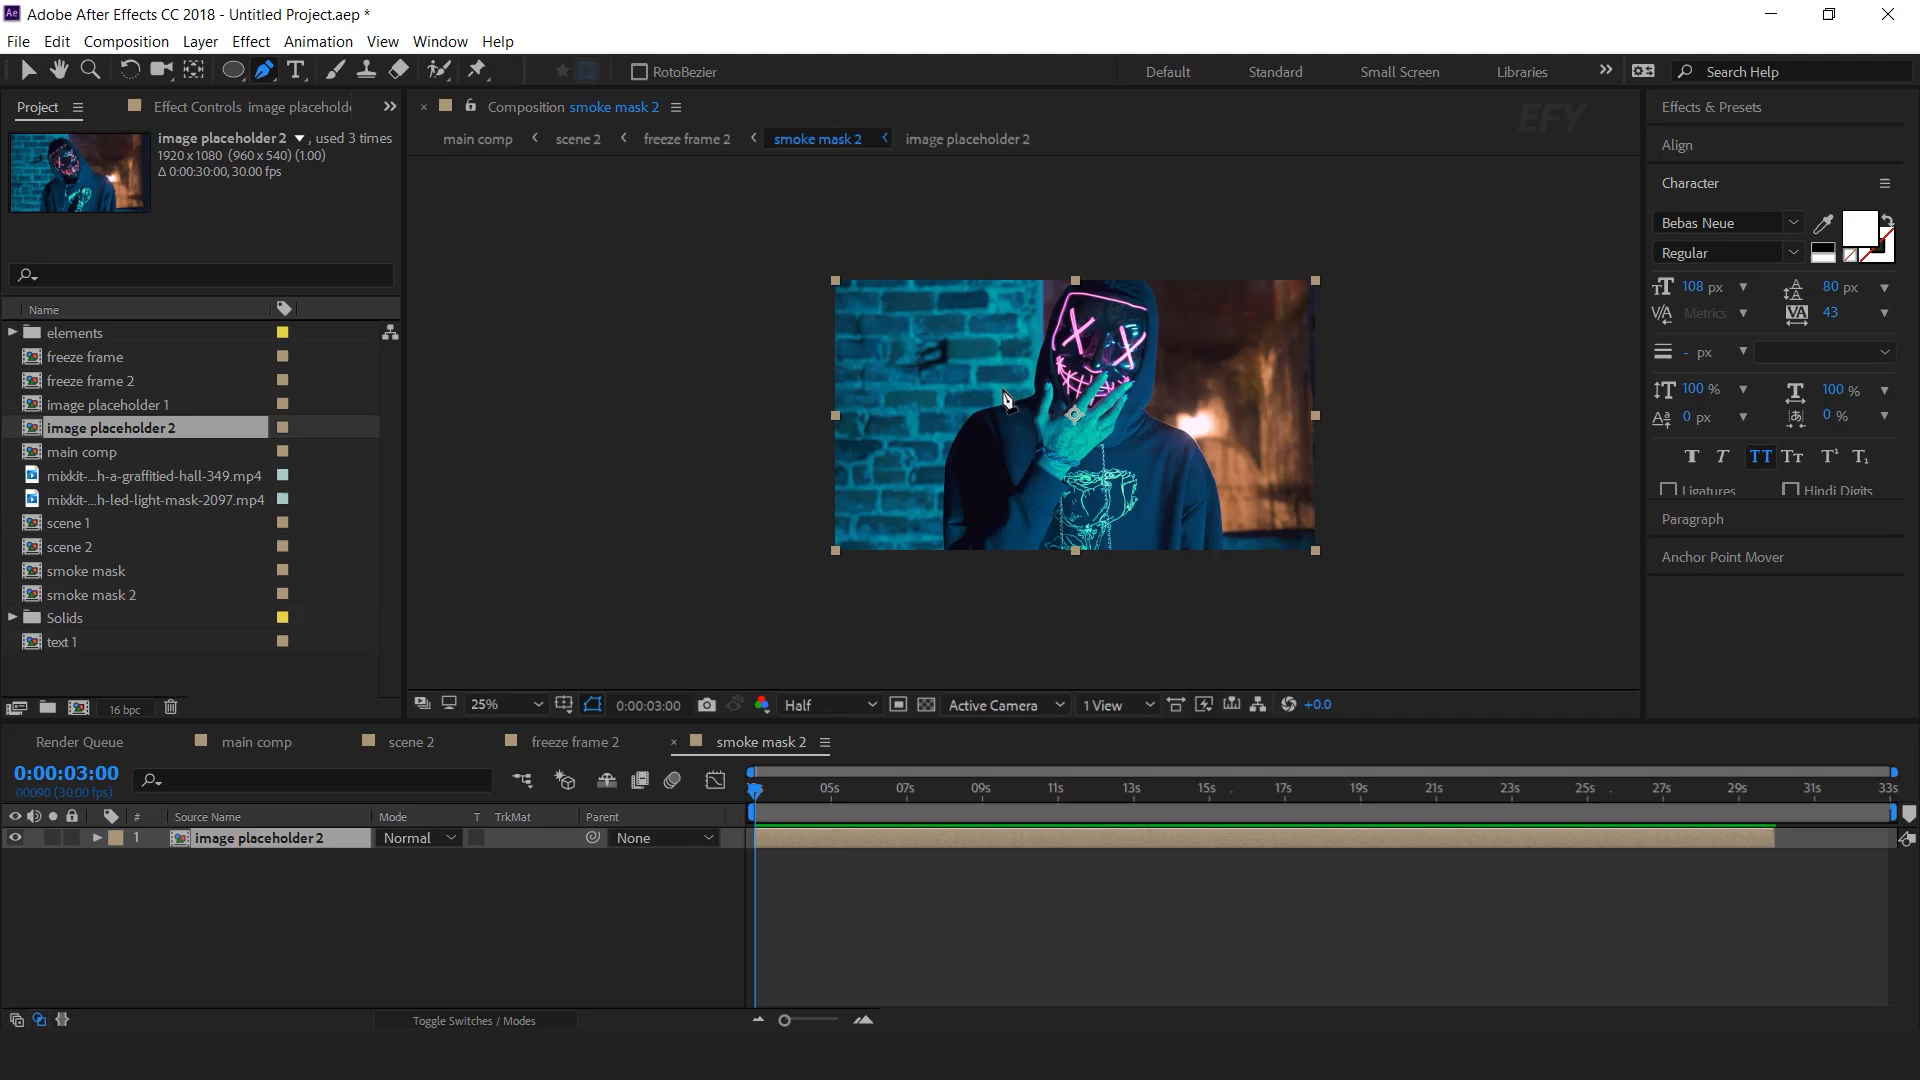 Ae Adobe After Effects CC 2018 - Untitled Project.aep *
File Edit Composition Layer Effect Animation View Window Help
T RotoBezier Default Standard Small Screen Libraries Search Help
Project Effect Controls image placehold
image placeholder 2 , used 3 times
1920 x 1080 (960 x 540) (1.00)
Δ 0:00:30:00, 30.00 fps
Composition smoke mask 2
EFY
main comp scene 2 freeze frame 2 smoke mask 2 image placeholder 2
Name
elements
freeze frame
freeze frame 2
image placeholder 1
image placeholder 2
main comp
mixkit-...h-a-graffitied-hall-349.mp4
mixkit-...h-led-light-mask-2097.mp4
scene 1
scene 2
smoke mask
smoke mask 2
Solids
text 1
16 bpc
25% 0:00:03:00 Half Active Camera 1 View +0.0
Effects & Presets
Align
Character
Bebas Neue
Regular
108 px 80 px
Metrics 43
- px
100 % 100 %
0 px 0 %
T T TT Tт T¹ T₁
Ligatures Hindi Digits
Paragraph
Anchor Point Mover
Render Queue main comp scene 2 freeze frame 2 smoke mask 2
0:00:03:00
00090 (30.00 fps)
05s 07s 09s 11s 13s 15s 17s 19s 21s 23s 25s 27s 29s 31s 33s
# Source Name Mode T TrkMat Parent
1 image placeholder 2 Normal None
Toggle Switches / Modes